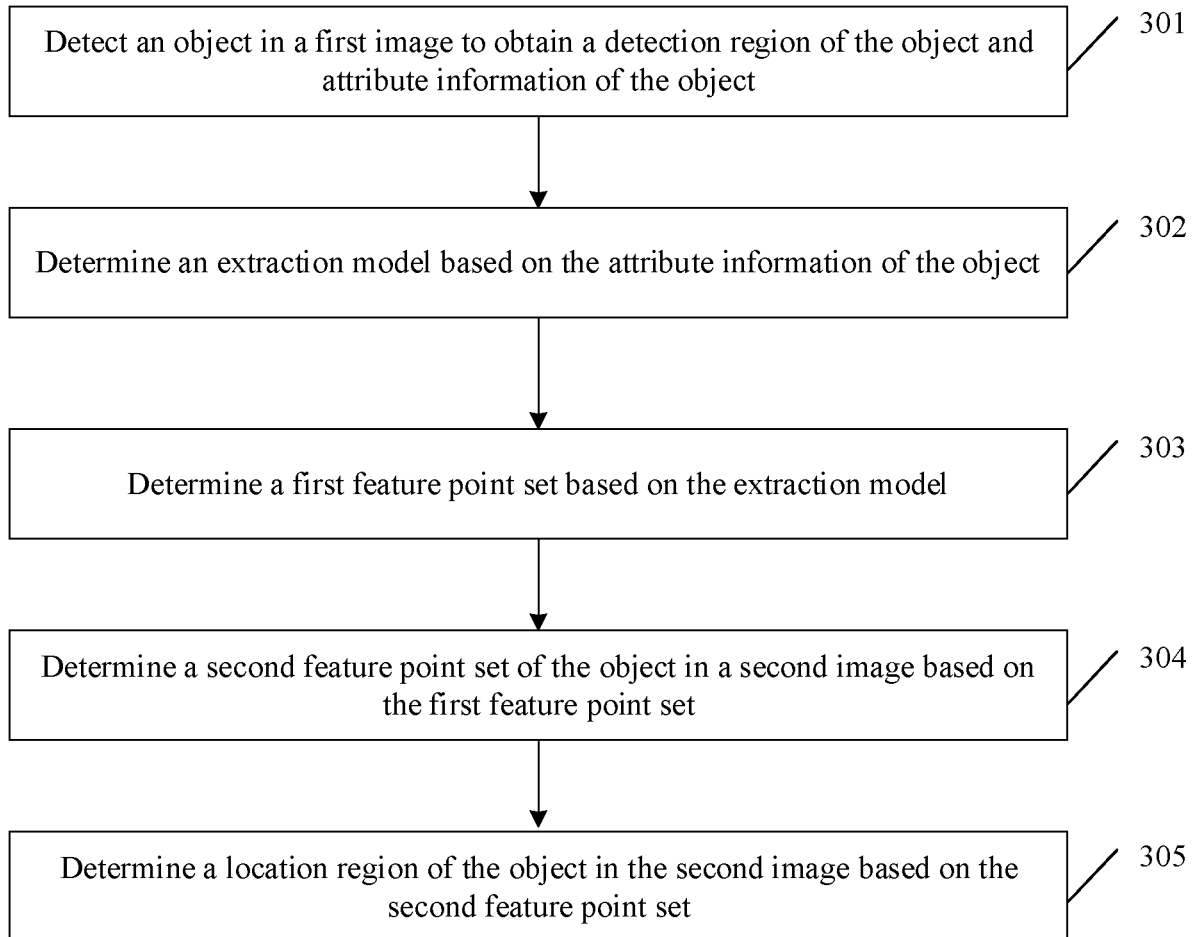 Detect an object in a first image to obtain a detection region of the object and
attribute information of the object
301
Determine an extraction model based on the attribute information of the object
302
Determine a first feature point set based on the extraction model
303
Determine a second feature point set of the object in a second image based on
the first feature point set
304
Determine a location region of the object in the second image based on the
second feature point set
305